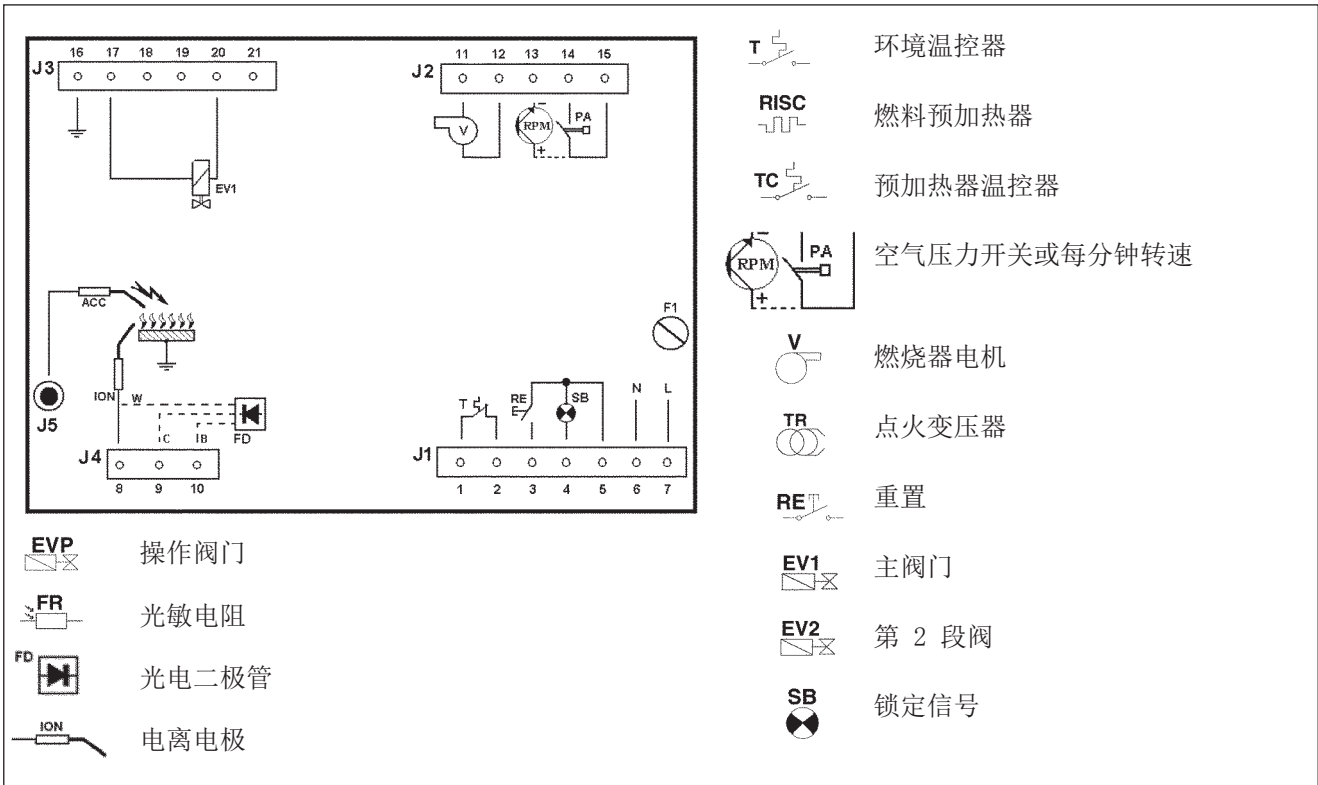 16 17 18 19 20 21
J3
EV1
11 12 13 14 15
J2
V
RPM
PA
ACC
ION
W
J5
C
B
FD
J4
8 9 10
F1
T
RE
SB
N
L
J1
1 2 3 4 5 6 7
T 环境温控器
RISC 燃料预加热器
TC 预加热器温控器
RPM PA 空气压力开关或每分钟转速
V 燃烧器电机
TR 点火变压器
RE 重置
EV1 主阀门
EV2 第 2 段阀
SB 锁定信号
EVP 操作阀门
FR 光敏电阻
FD 光电二极管
ION 电离电极